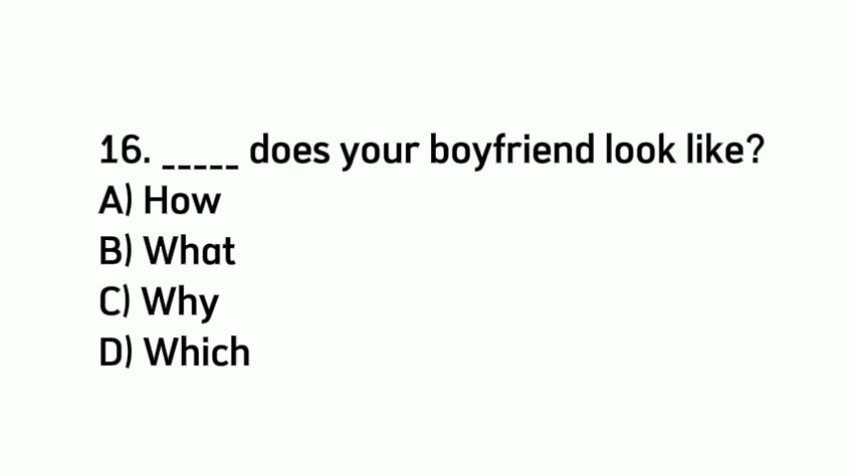 16. _____ does your boyfriend look like?
A) How
B) What
C) Why
D) Which